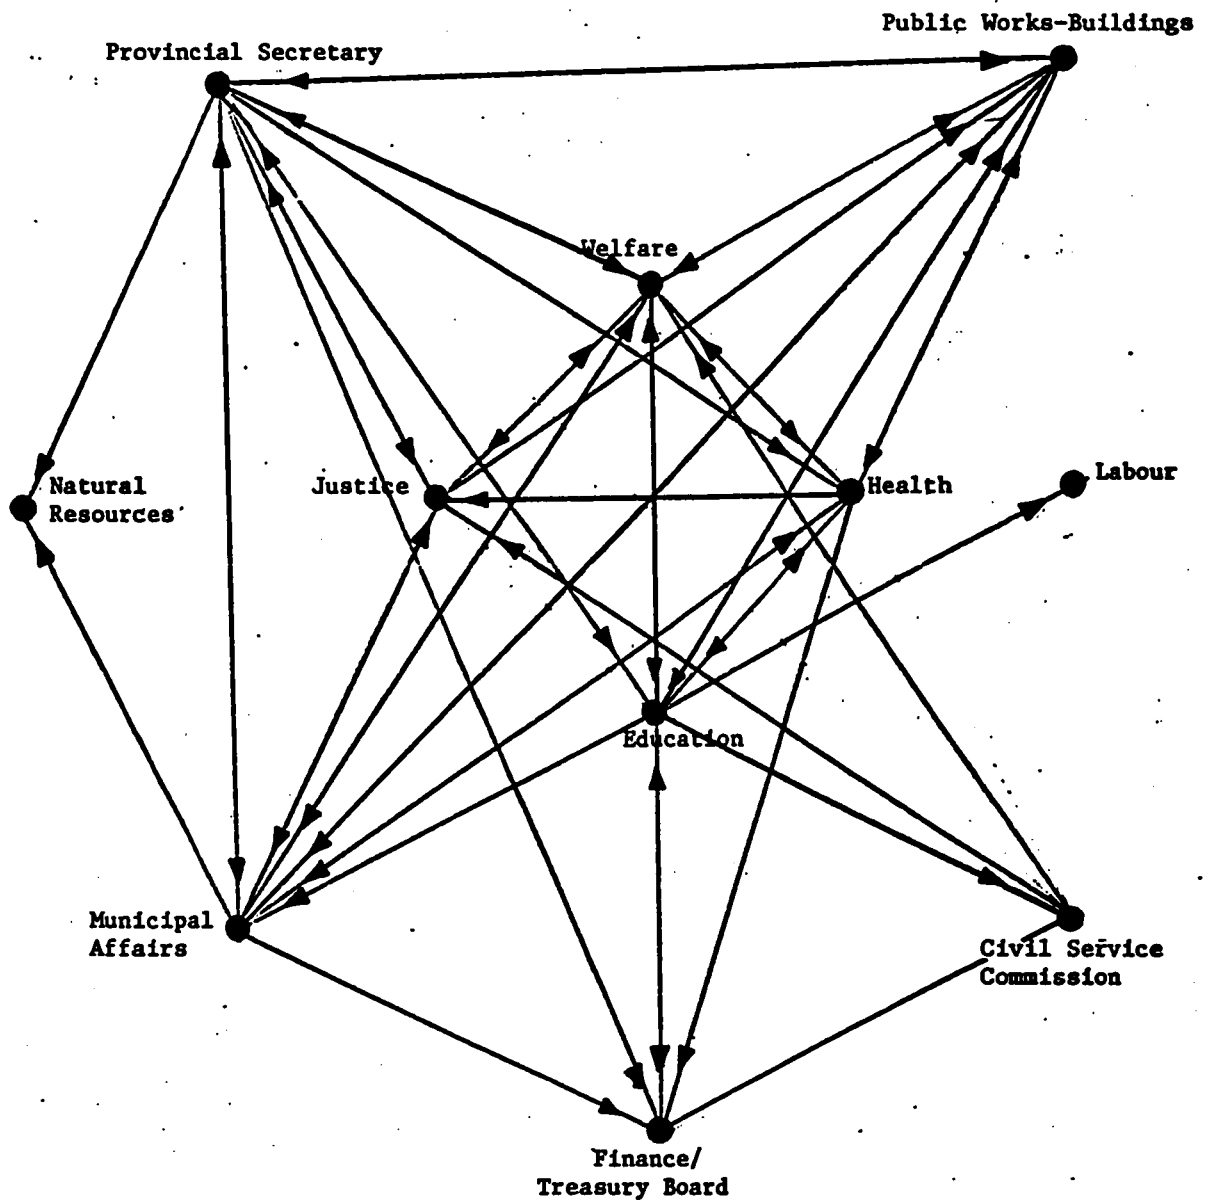 Public Works-Buildings
Provincial Secretary
Welfare
Natural
Resources
Justice
Health
Labour
Education
Municipal
Affairs
Civil Service
Commission
Finance/
Treasury Board